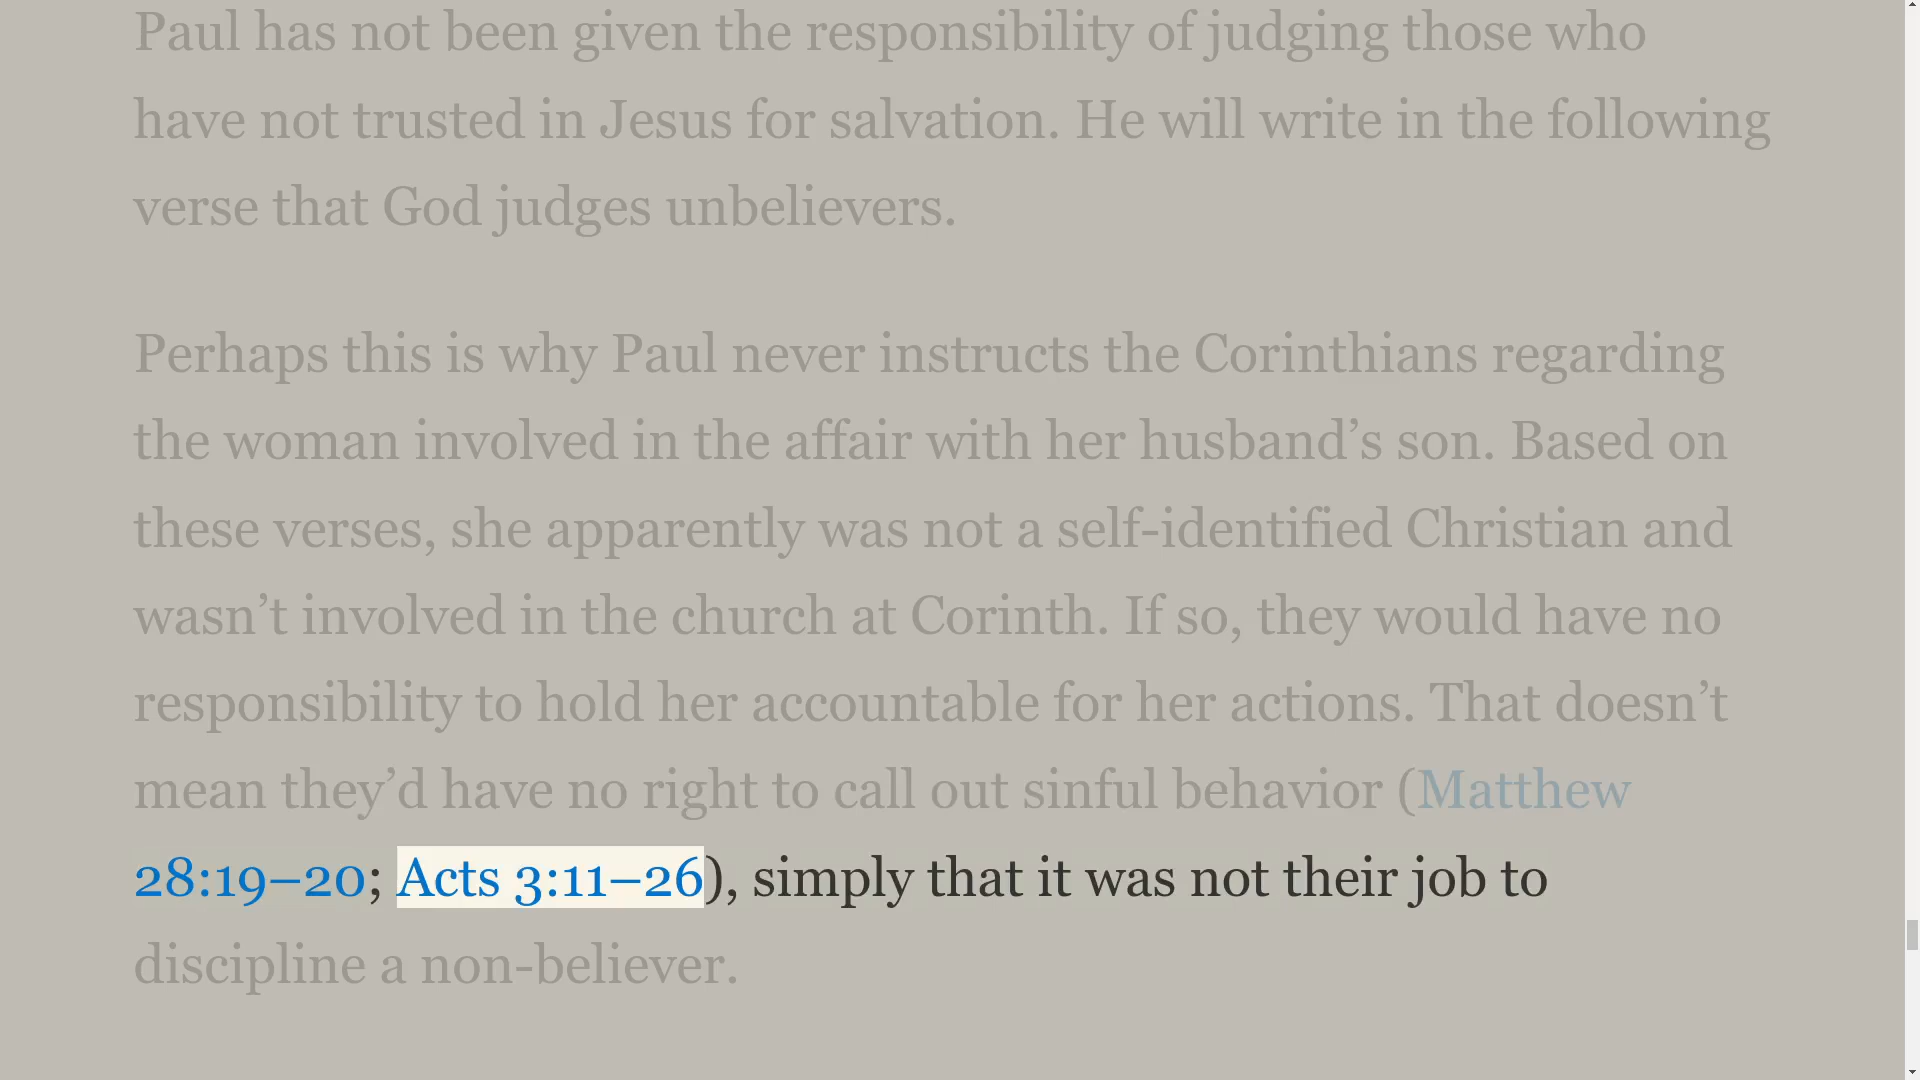 Paul has not been given the responsibility of judging those who
have not trusted in Jesus for salvation. He will write in the following
verse that God judges unbelievers.
Perhaps this is why Paul never instructs the Corinthians regarding
the woman involved in the affair with her husband’s son. Based on
these verses, she apparently was not a self-identified Christian and
wasn’t involved in the church at Corinth. If so, they would have no
responsibility to hold her accountable for her actions. That doesn’t
mean they’d have no right to call out sinful behavior (Matthew
28:19–20; Acts 3:11–26), simply that it was not their job to
discipline a non-believer.